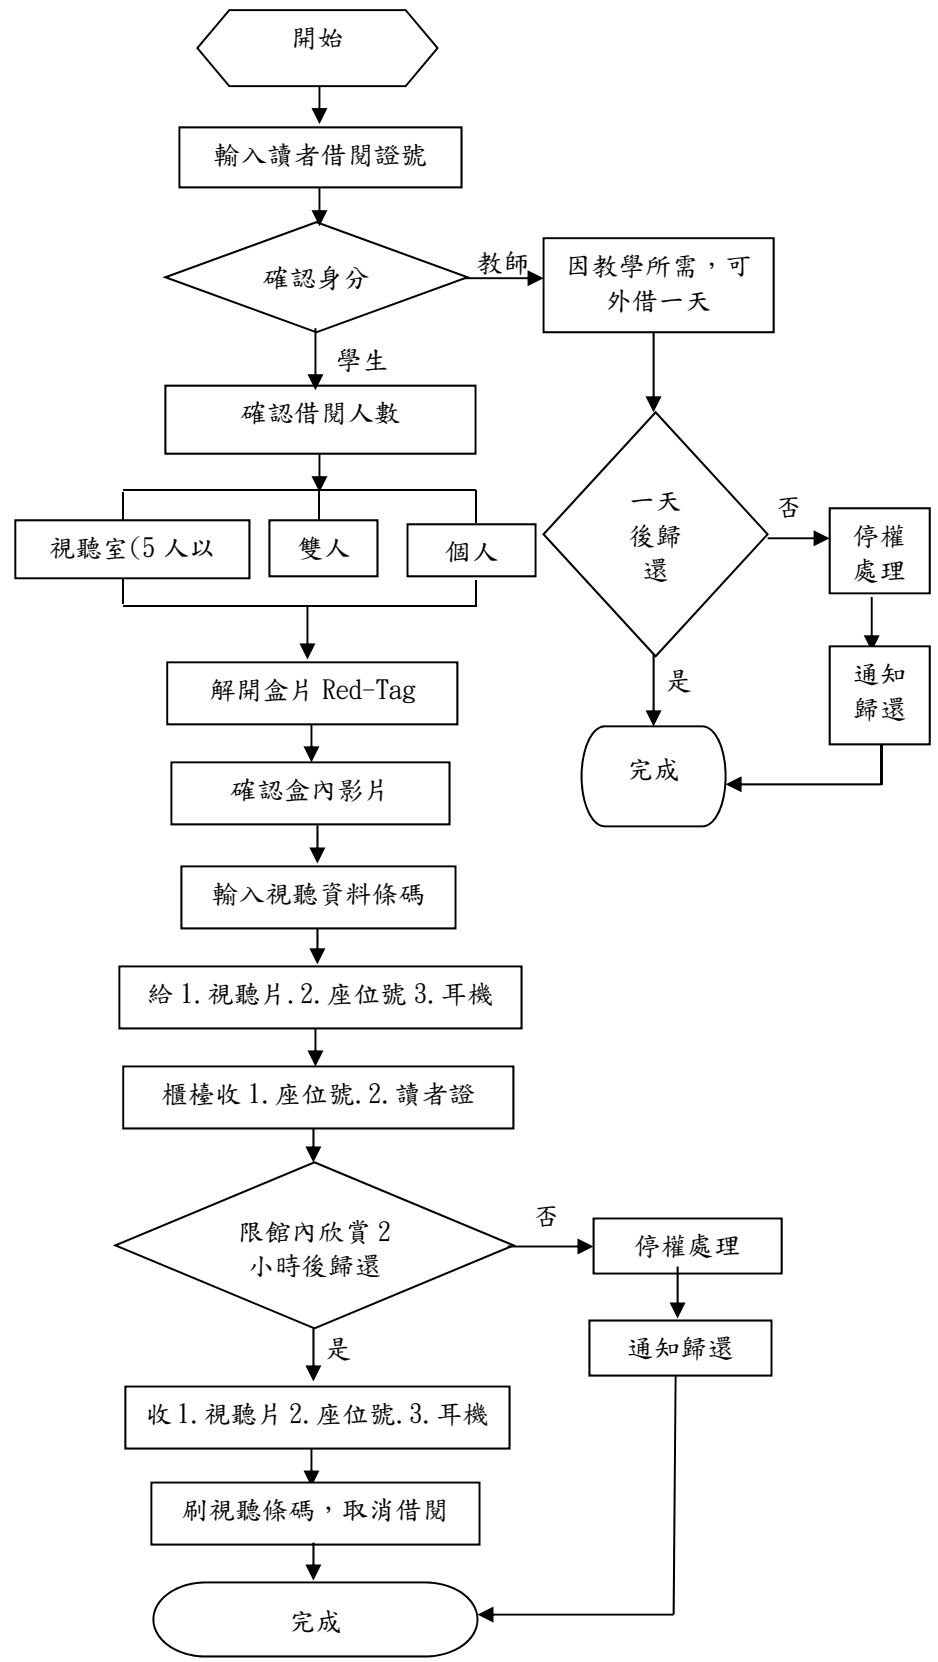 開始
輸入讀者借閱證號
確認身分
教師
因教學所需，可
外借一天
學生
確認借閱人數
一天
後歸
還
否
停權
處理
視聽室(5 人以
雙人
個人
通知
歸還
是
解開盒片 Red-Tag
完成
確認盒內影片
輸入視聽資料條碼
給 1.視聽片.2.座位號 3.耳機
櫃檯收 1.座位號.2.讀者證
限館內欣賞 2
小時後歸還
否
停權處理
是
通知歸還
收 1.視聽片 2.座位號.3.耳機
刷視聽條碼，取消借閱
完成